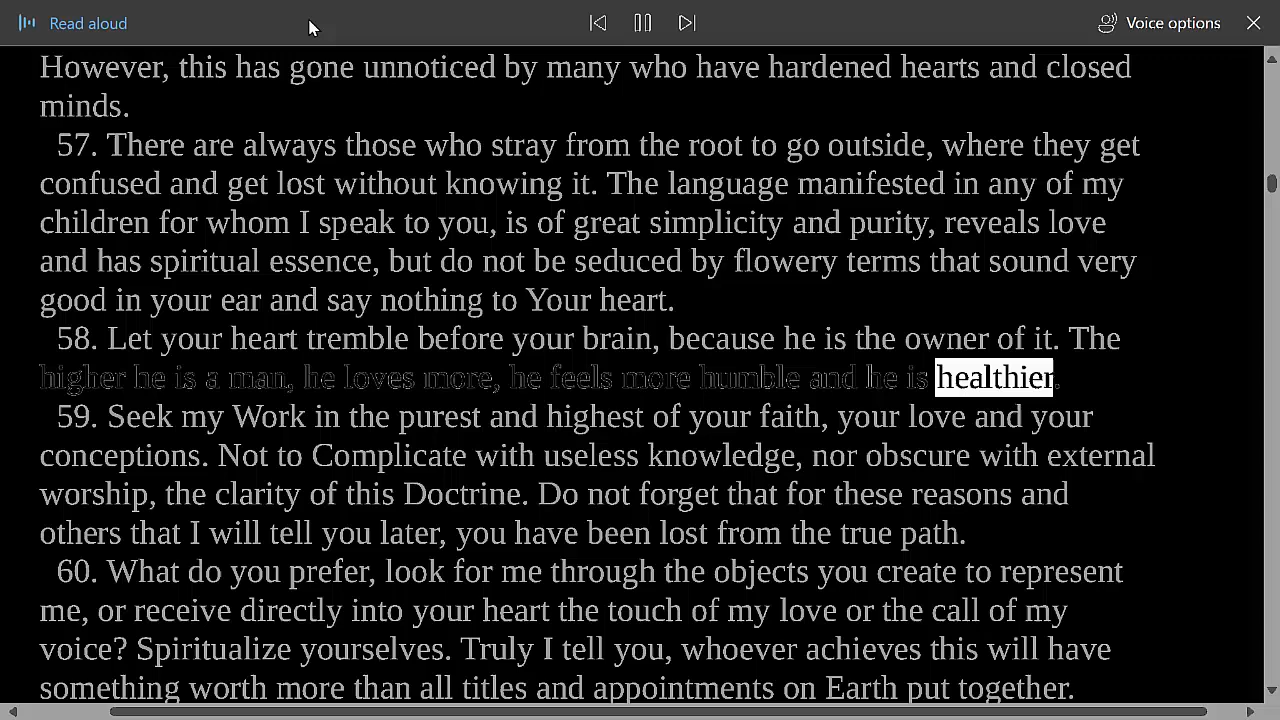 Read aloud
Voice options
However, this has gone unnoticed by many who have hardened hearts and closed
minds.
57. There are always those who stray from the root to go outside, where they get
confused and get lost without knowing it. The language manifested in any of my
children for whom I speak to you, is of great simplicity and purity, reveals love
and has spiritual essence, but do not be seduced by flowery terms that sound very
good in your ear and say nothing to Your heart.
58. Let your heart tremble before your brain, because he is the owner of it. The
higher he is a man, he loves more, he feels more humble and he is healthier.
59. Seek my Work in the purest and highest of your faith, your love and your
conceptions. Not to Complicate with useless knowledge, nor obscure with external
worship, the clarity of this Doctrine. Do not forget that for these reasons and
others that I will tell you later, you have been lost from the true path.
60. What do you prefer, look for me through the objects you create to represent
me, or receive directly into your heart the touch of my love or the call of my
voice? Spiritualize yourselves. Truly I tell you, whoever achieves this will have
something worth more than all titles and appointments on Earth put together.